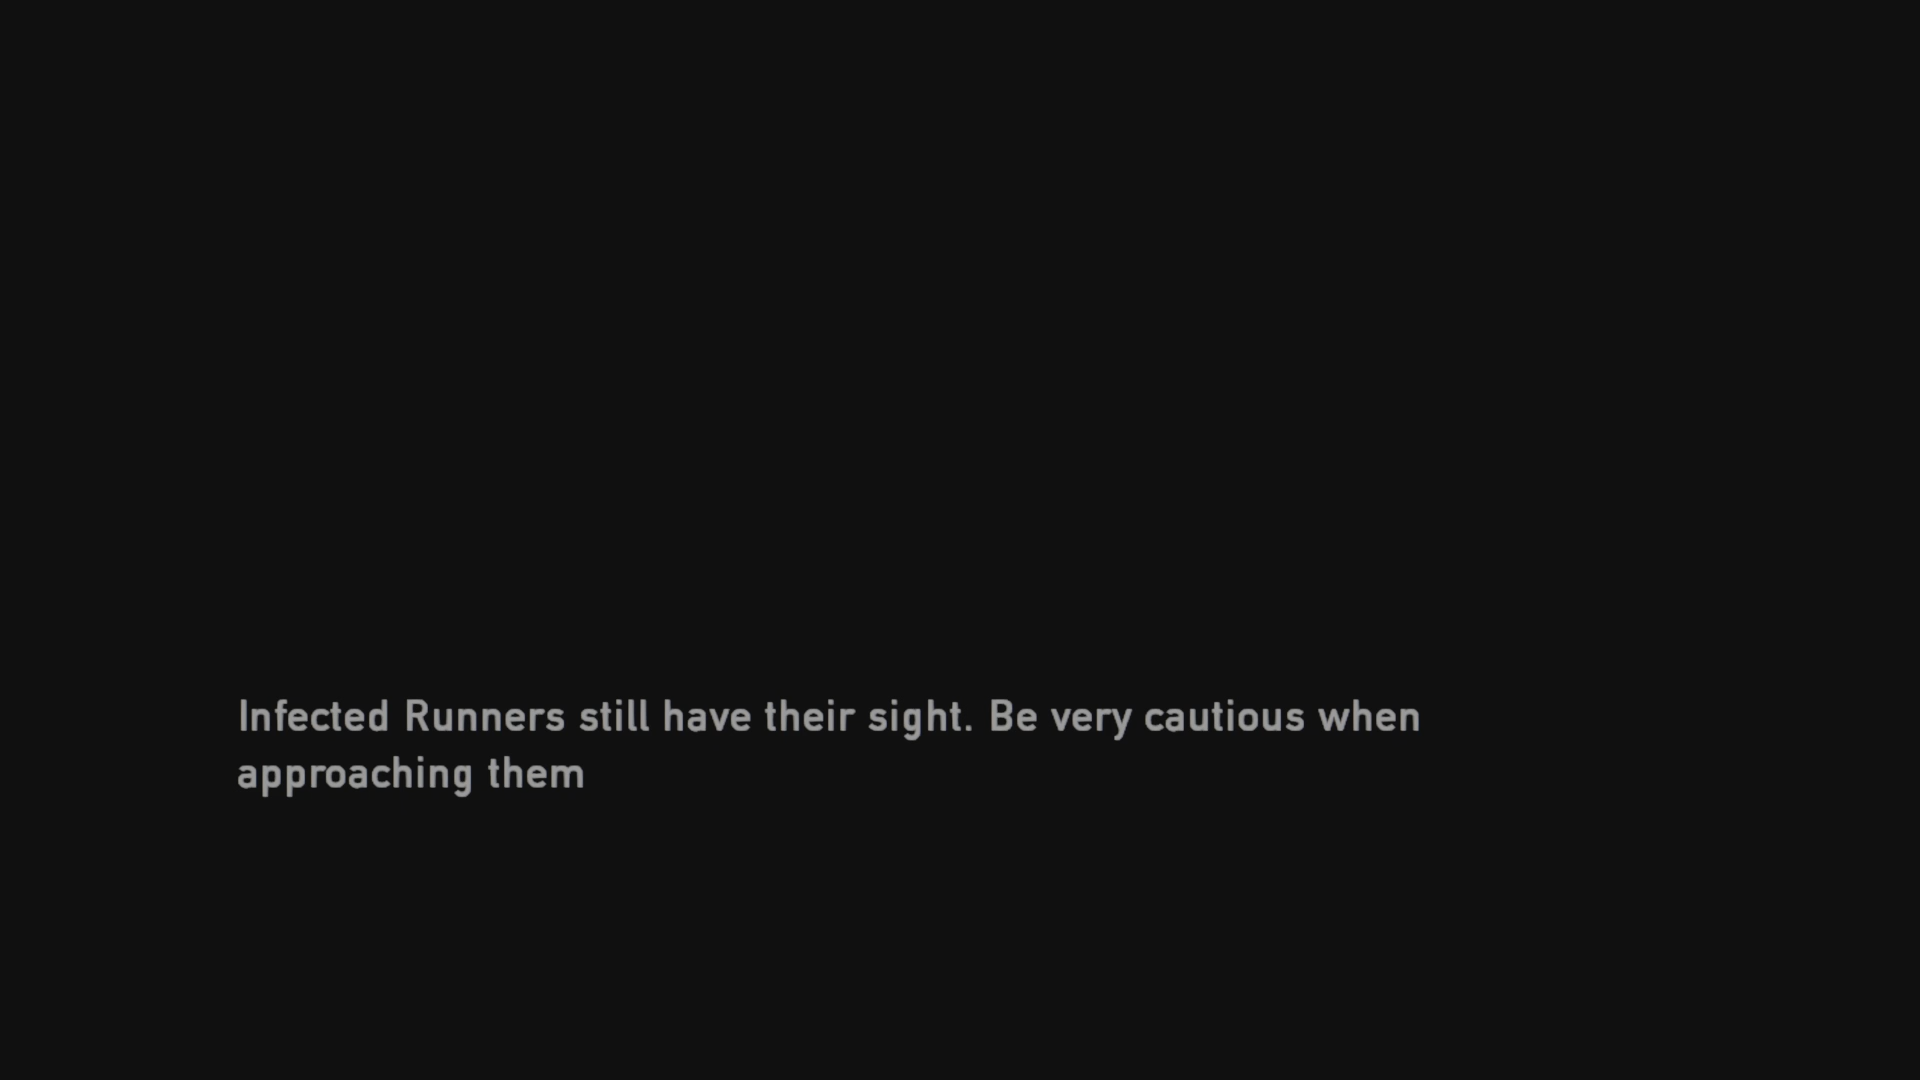 Infected Runners still have their sight. Be very cautious when
approaching them